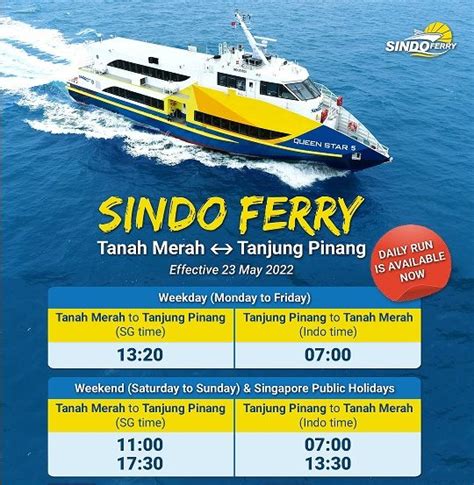 SINDOFERRY
QUEEN STAR 5
SINDO FERRY
Tanah Merah ↔ Tanjung Pinang
Effective 23 May 2022
DAILY RUN
IS AVAILABLE
NOW
Weekday (Monday to Friday)
Tanah Merah to Tanjung Pinang
(SG time)
Tanjung Pinang to Tanah Merah
(Indo time)
13:20
07:00
Weekend (Saturday to Sunday) & Singapore Public Holidays
Tanah Merah to Tanjung Pinang
(SG time)
Tanjung Pinang to Tanah Merah
(Indo time)
11:00
17:30
07:00
13:30